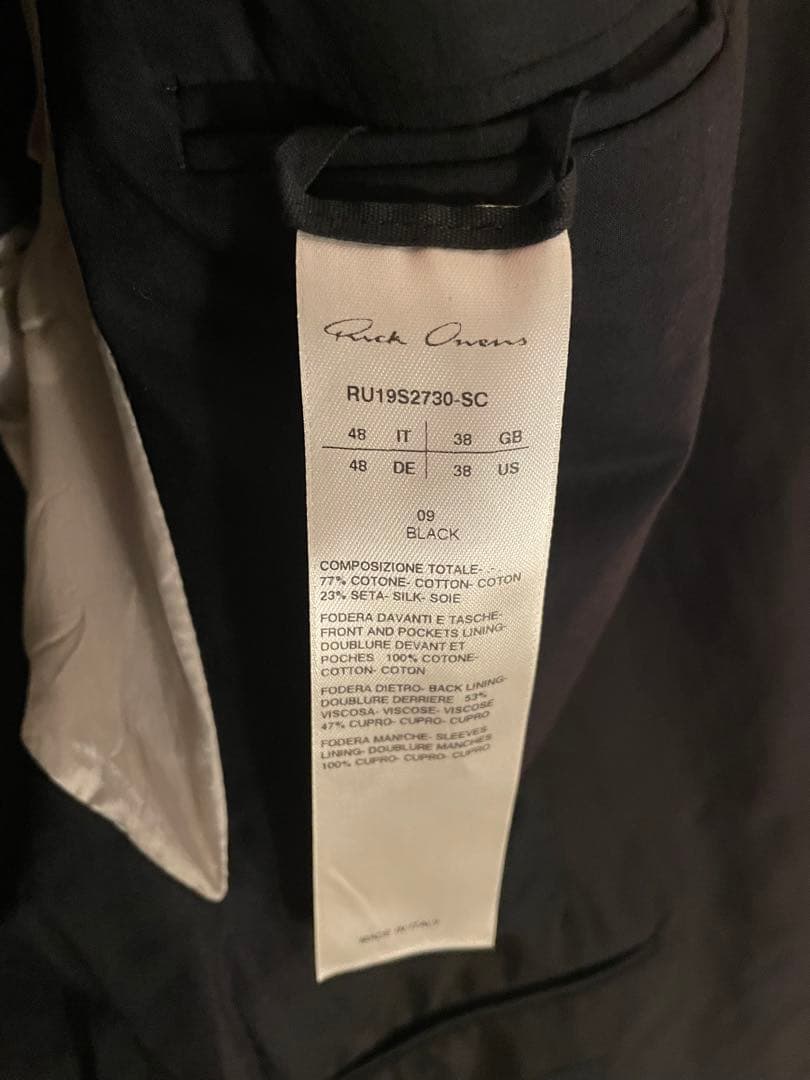 Rick Owens
RU19S2730-SC
48 IT 38 GB
48 DE 38 US
09
BLACK
COMPOSIZIONE TOTALE- .-.
77% COTONE- COTTON- COTON
23% SETA- SILK- SOIE
FODERA DAVANTI E TASCHE-
FRONT AND POCKETS LINING-
DOUBLURE DEVANT ET
POCHES 100% COTONE-
COTTON- COTON
FODERA DIETRO- BACK LINING-
DOUBLURE DERRIERE 53%
VISCOSA- VISCOSE- VISCOSE
47% CUPRO- CUPRO- CUPRO
FODERA MANICHE- SLEEVES
LINING- DOUBLURE MANCHES
100% CUPRO- CUPRO- CUPRO
MADE IN ITALY